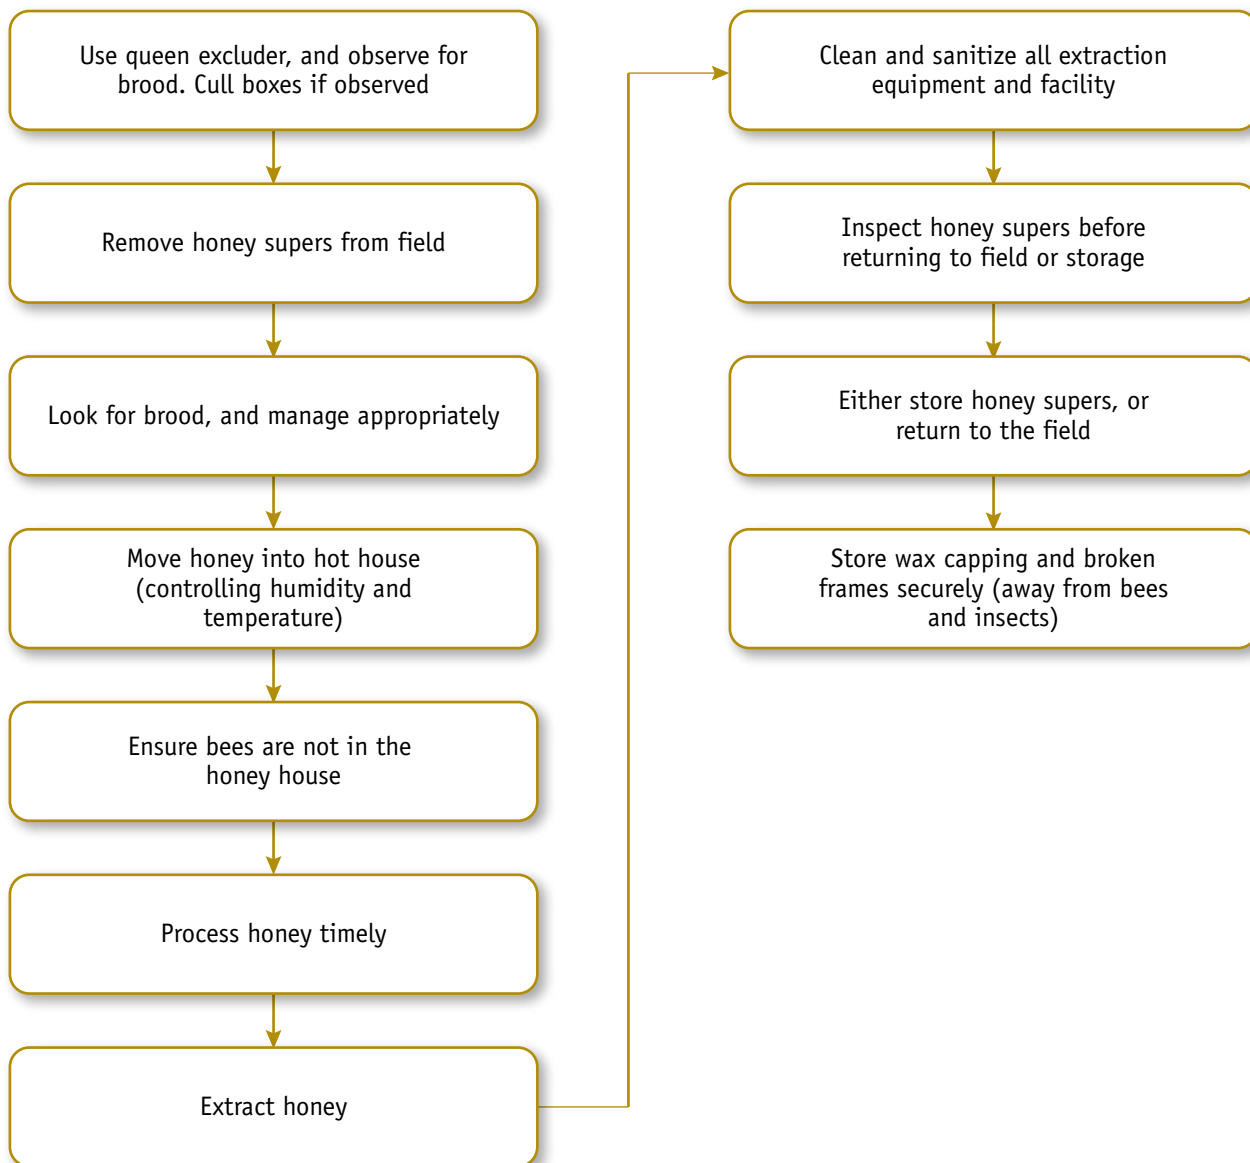 Use queen excluder, and observe for
brood. Cull boxes if observed
Remove honey supers from field
Look for brood, and manage appropriately
Move honey into hot house
(controlling humidity and
temperature)
Ensure bees are not in the
honey house
Process honey timely
Extract honey
Clean and sanitize all extraction
equipment and facility
Inspect honey supers before
returning to field or storage
Either store honey supers, or
return to the field
Store wax capping and broken
frames securely (away from bees
and insects)